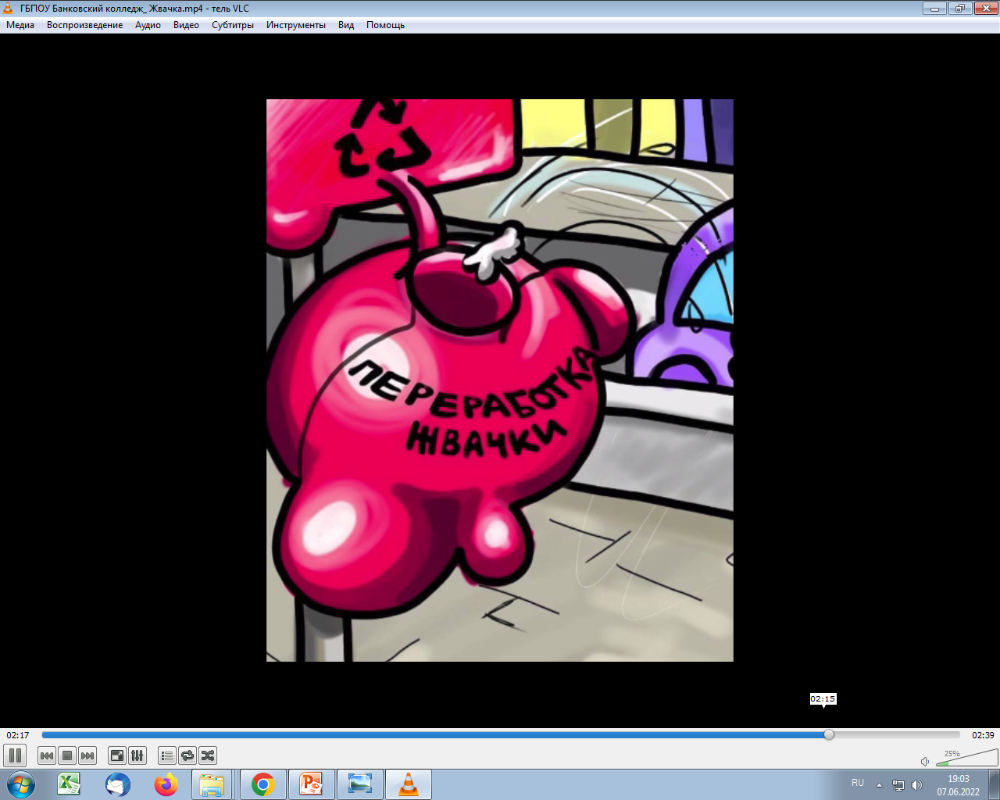 ГБПОУ Банковский колледж_ Жвачка.mp4 - тель VLC
Медиа Воспроизведение Аудио Видео Субтитры Инструменты Вид Помощь
ПЕРЕРАБОТКА
ЖВАЧКИ
02:15
02:17
02:39
25%
RU
19:03
07.06.2022